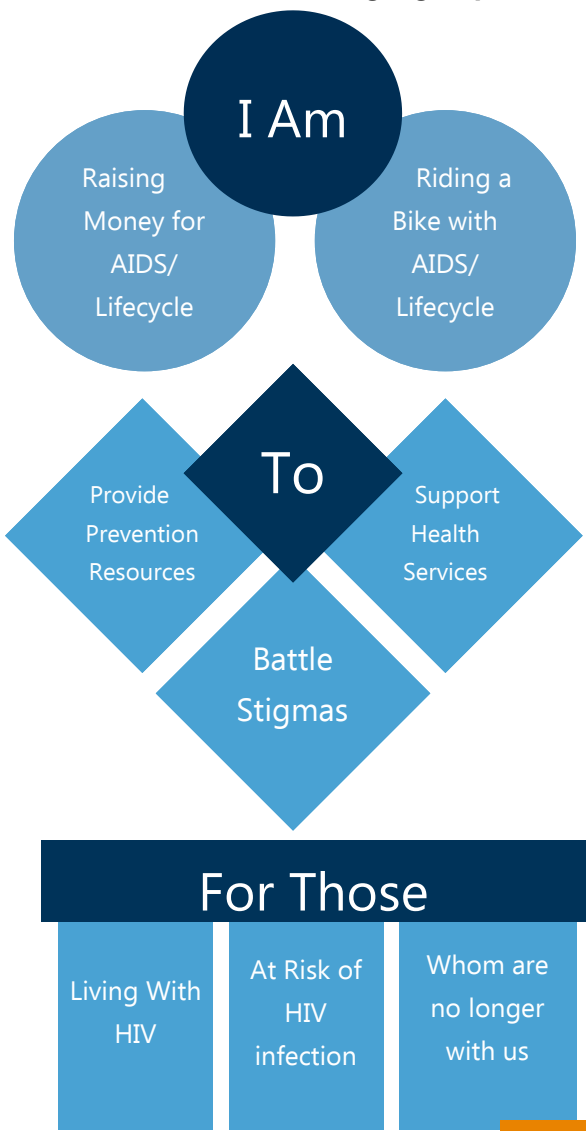 I Am
Raising
Money for
AIDS/
Lifecycle
Riding a
Bike with
AIDS/
Lifecycle
To
Provide
Prevention
Resources
Support
Health
Services
Battle
Stigmas
For Those
Living With
HIV
At Risk of
HIV
infection
Whom are
no longer
with us